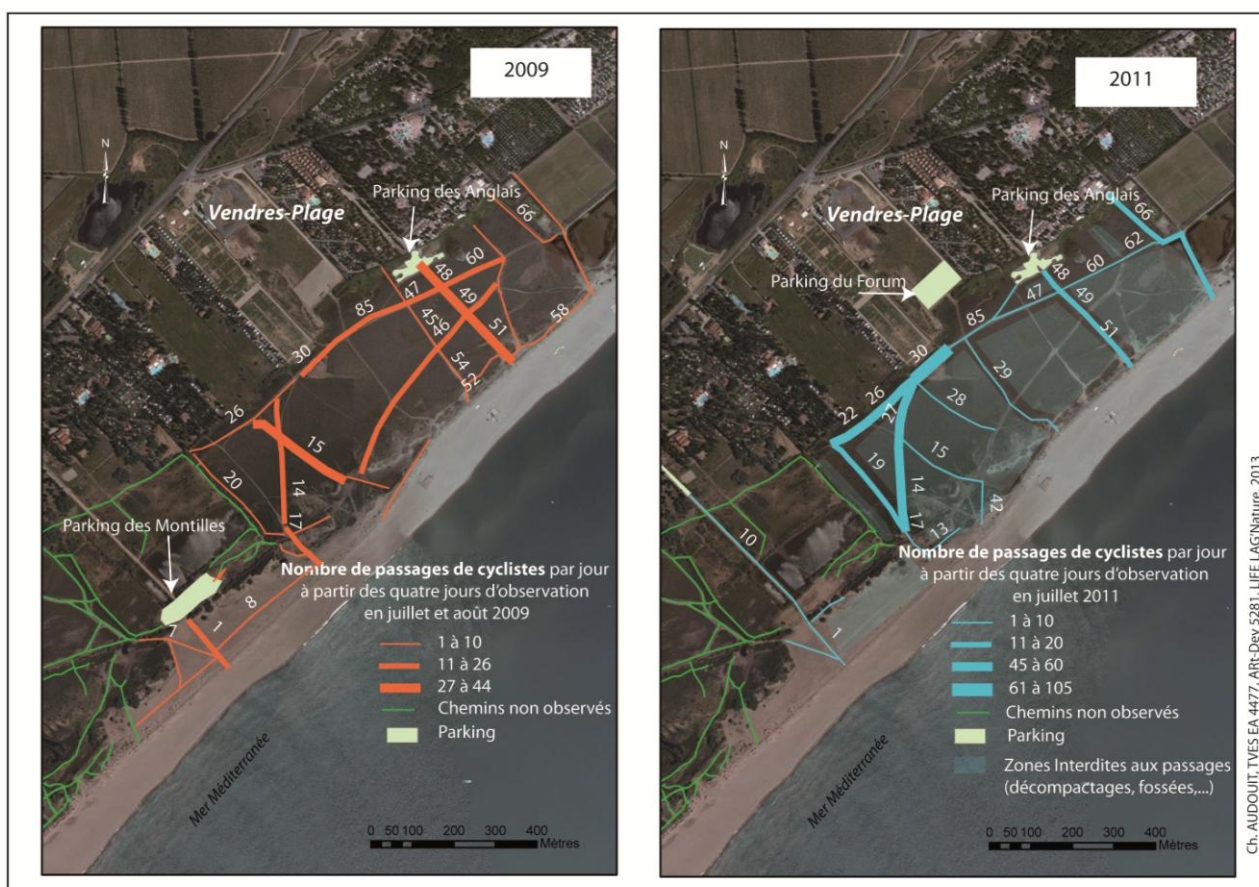 2009
N
Parking des Anglais
Vendres-Plage
66
60
48
47
49
85
45
46
51
58
30
54
52
26
15
20
14
17
Parking des Montilles
8
7
1
Nombre de passages de cyclistes par jour
à partir des quatre jours d'observation
en juillet et août 2009
1 à 10
11 à 26
27 à 44
Chemins non observés
Parking
Mer Méditerranée
0 50 100 200 300 400
Mètres
2011
N
Parking des Anglais
Vendres-Plage
66
62
60
Parking du Forum
48
47
49
85
51
30
29
26
22
27
28
19
15
14
42
17
13
10
1
Nombre de passages de cyclistes par jour
à partir des quatre jours d'observation
en juillet 2011
1 à 10
11 à 20
45 à 60
61 à 105
Chemins non observés
Parking
Zones Interdites aux passages
(décompactages, fossées,...)
Mer Méditerranée
0 50 100 200 300 400
Mètres
Ch. AUDOUIT, TVES EA 4477, ARt-Dev 5281, LIFE LAG'Nature, 2013